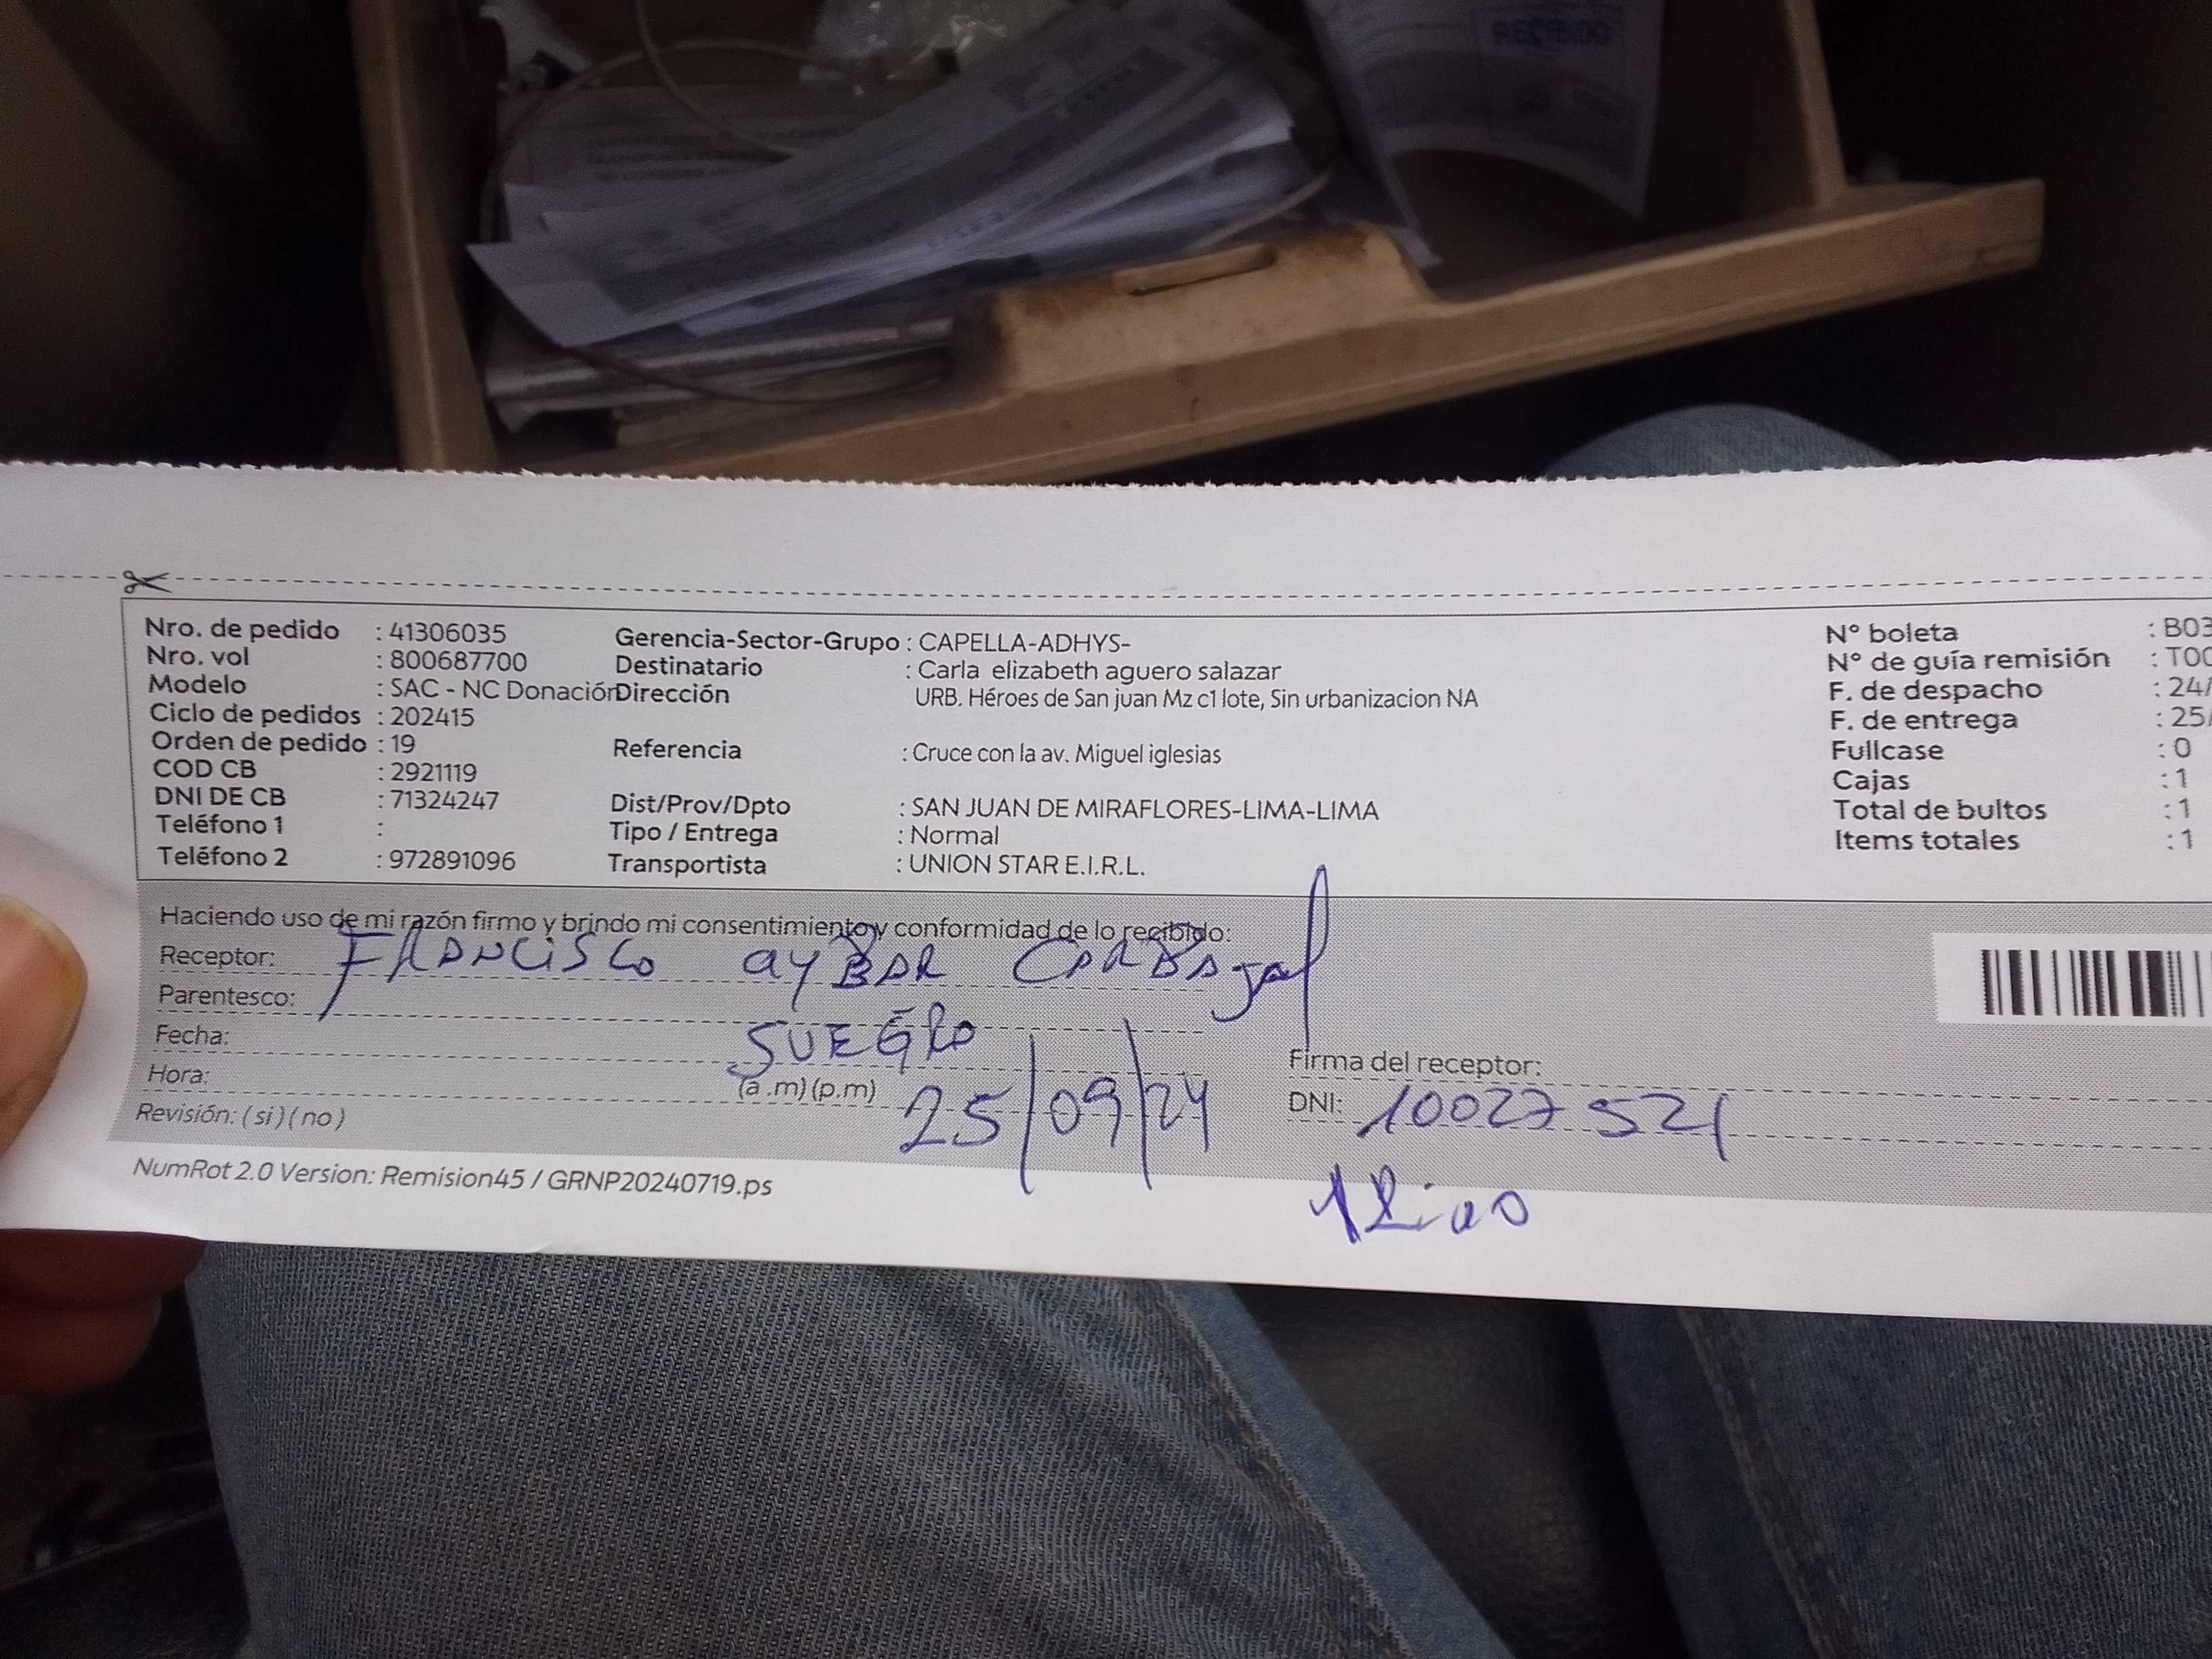 RECIBIDO
Nro. de pedido : 41306035
Nro. vol : 800687700
Modelo : SAC - NC Donación
Ciclo de pedidos : 202415
Orden de pedido : 19
COD CB : 2921119
DNI DE CB : 71324247
Teléfono 1 :
Teléfono 2 : 972891096
Gerencia-Sector-Grupo : CAPELLA-ADHYS-
Destinatario : Carla elizabeth aguero salazar
Dirección URB. Héroes de San juan Mz c1 lote, Sin urbanizacion NA
Referencia : Cruce con la av. Miguel iglesias
Dist/Prov/Dpto : SAN JUAN DE MIRAFLORES-LIMA-LIMA
Tipo / Entrega : Normal
Transportista : UNION STAR E.I.R.L.
N° boleta : B03
N° de guía remisión : T00
F. de despacho : 24/
F. de entrega : 25/
Fullcase : 0
Cajas : 1
Total de bultos : 1
Items totales : 1
Haciendo uso de mi razón firmo y brindo mi consentimiento y conformidad de lo recibido:
Receptor: FRANCISCO AYBAR CARBAJAL
Parentesco: SUEGRO
Fecha: 25/09/24
Hora: (a .m) (p.m)
Revisión: ( si ) ( no )
Firma del receptor:
DNI: 10027521
NumRot 2.0 Version: Remision45 / GRNP20240719.ps